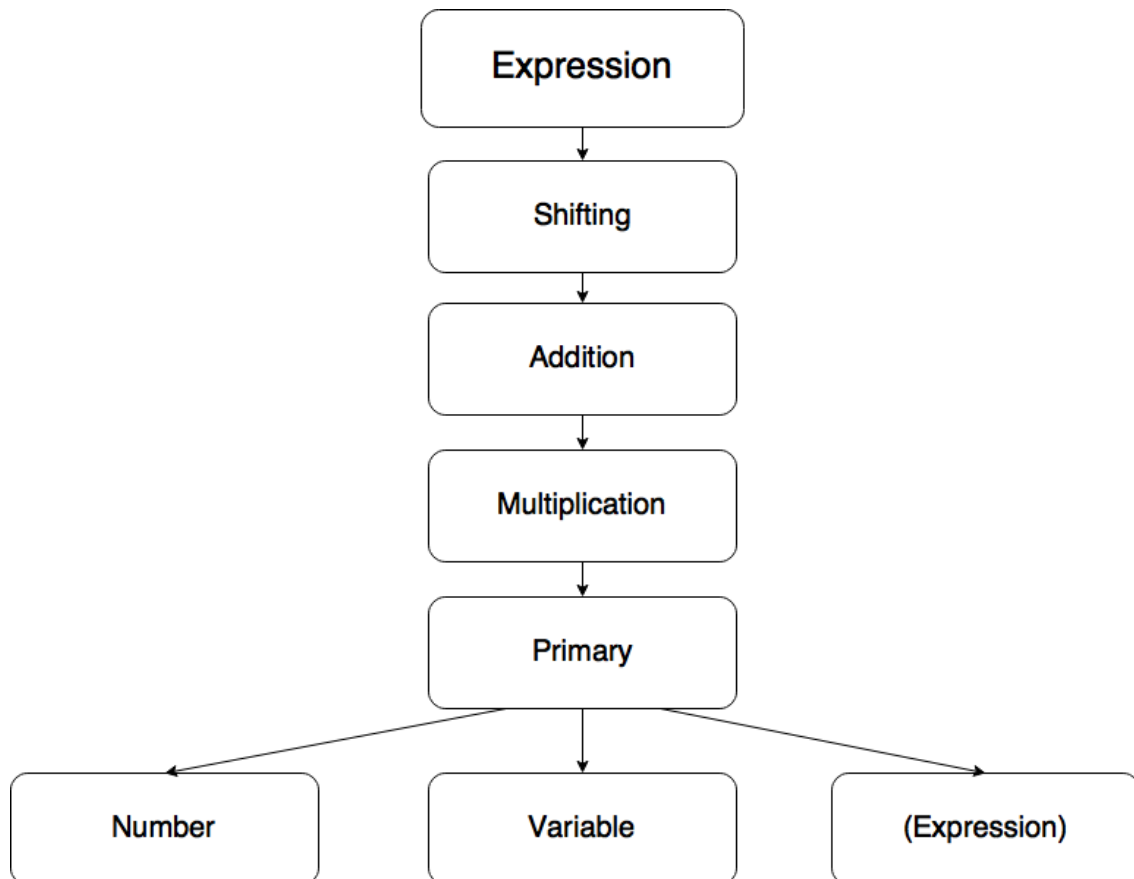 Expression
Shifting
Addition
Multiplication
Primary
Number
Variable
(Expression)